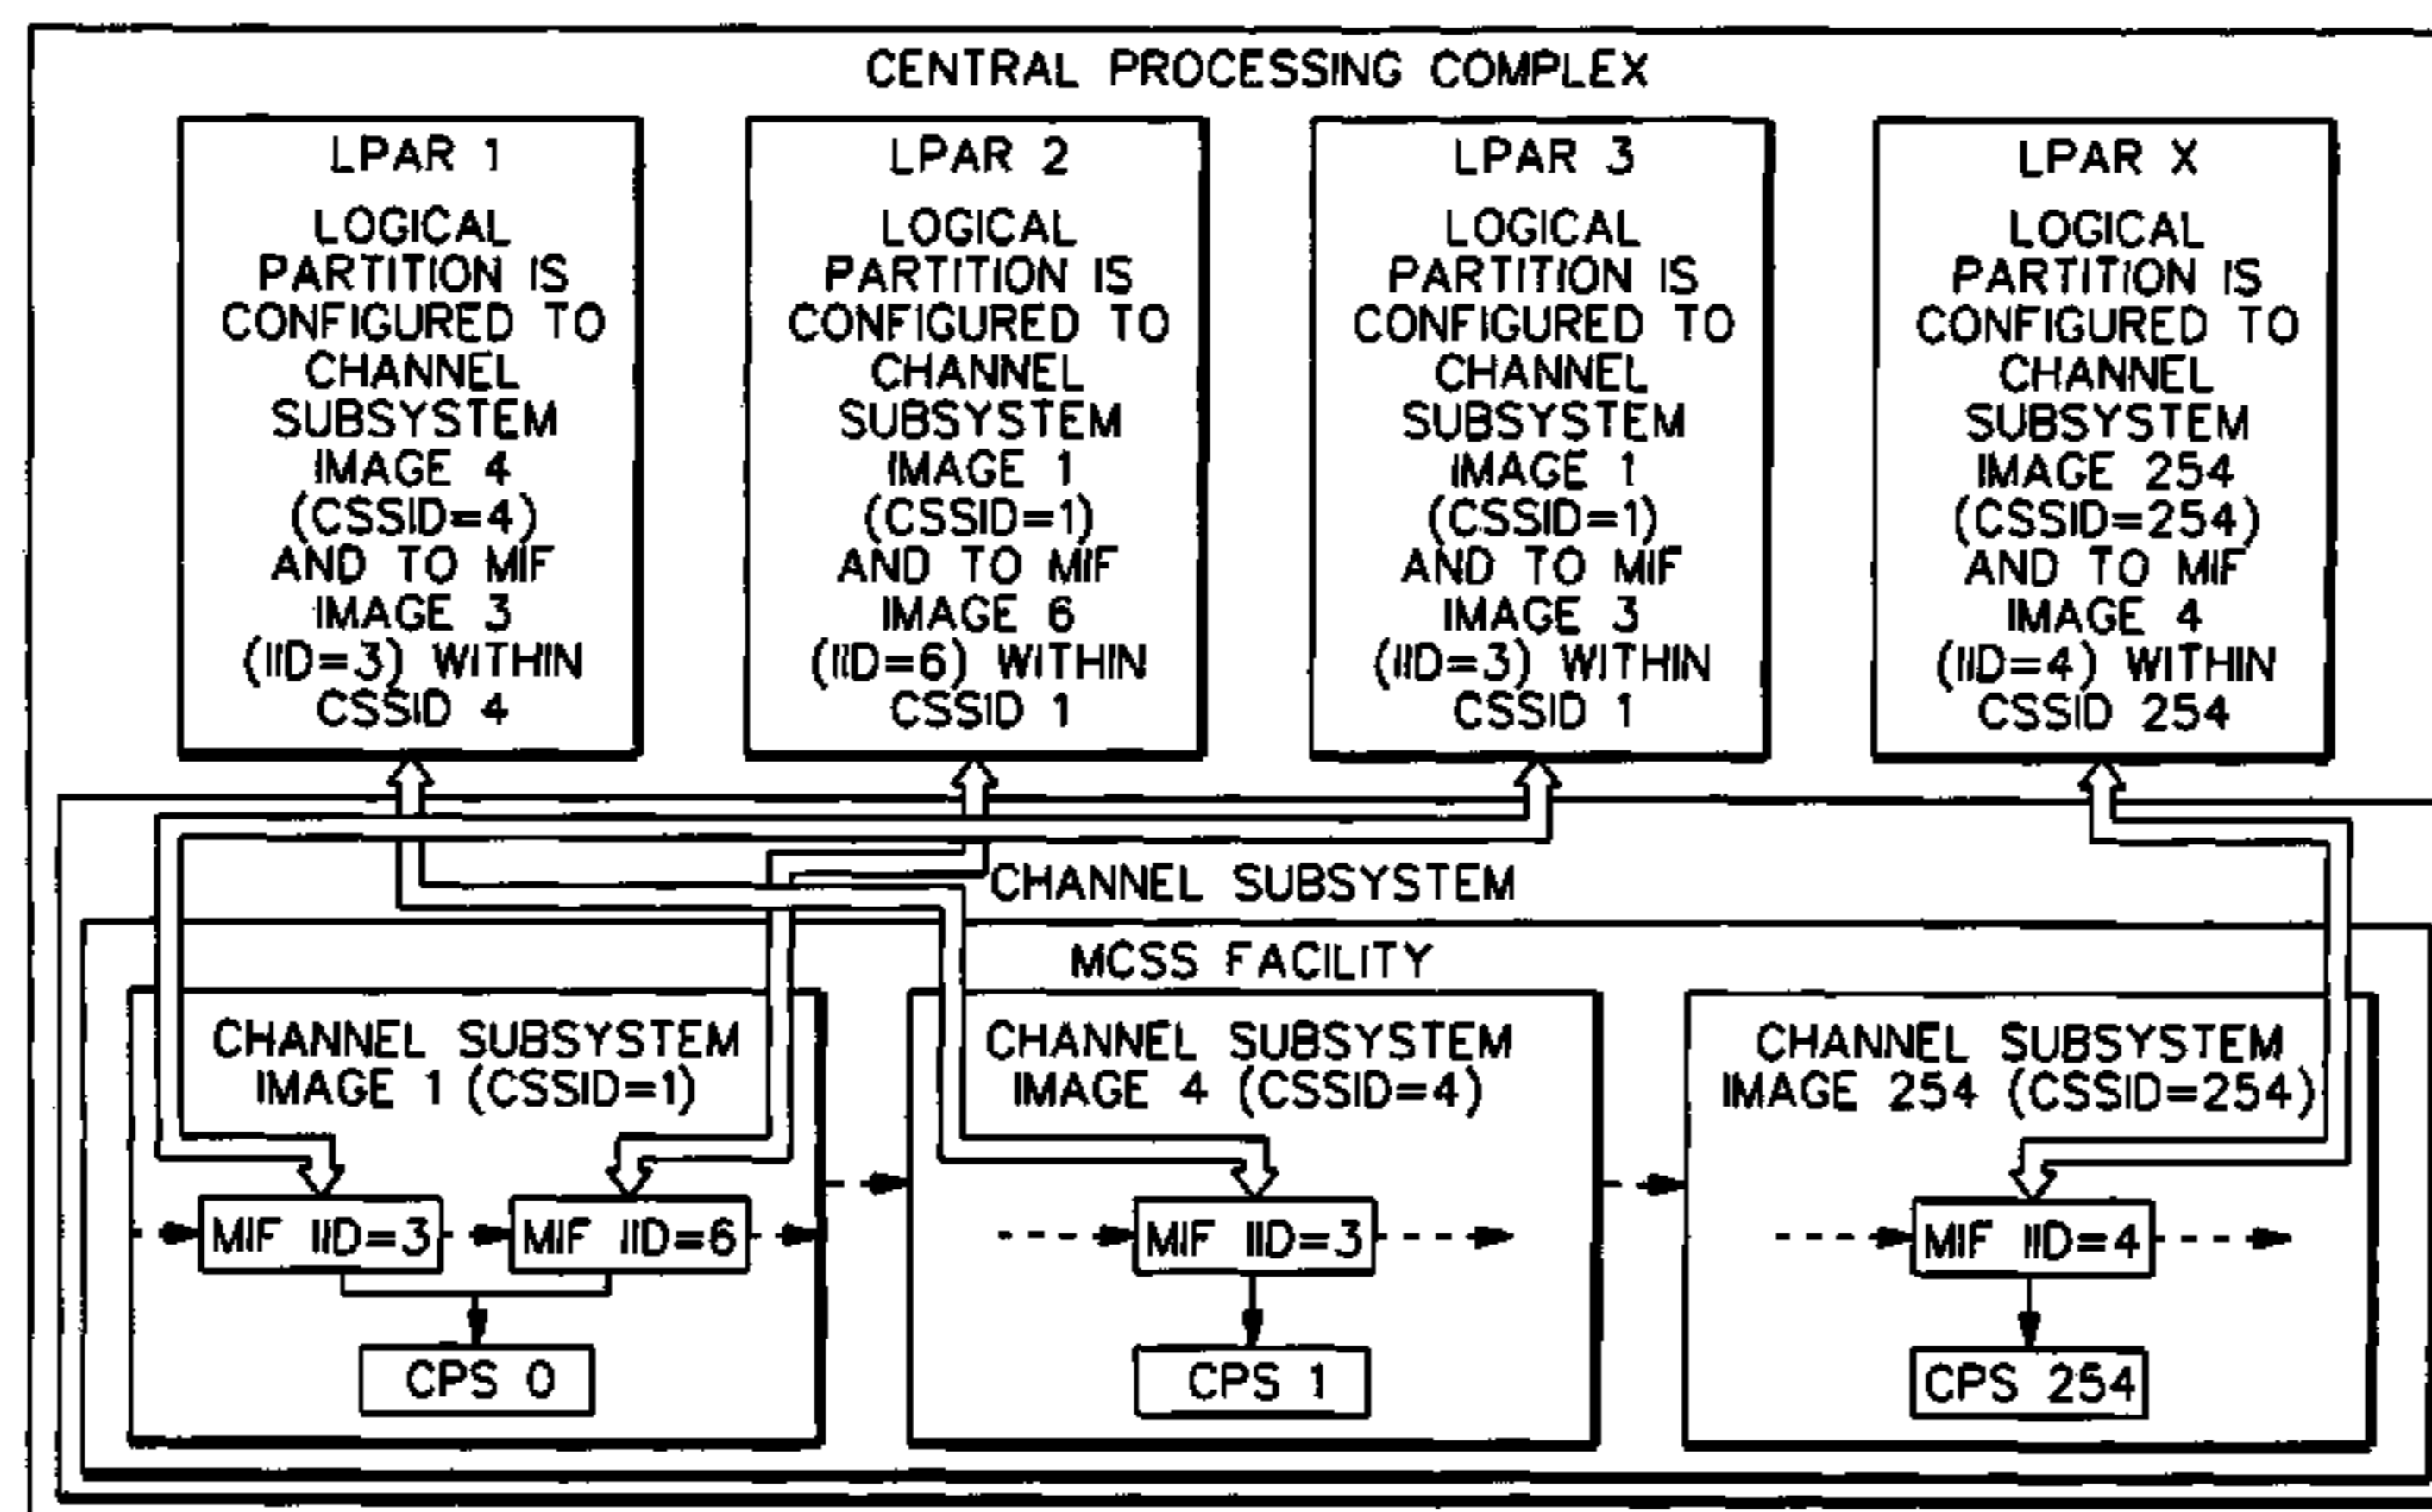 CENTRAL PROCESSING COMPLEX
LPAR 1
LOGICAL
PARTITION IS
CONFIGURED TO
CHANNEL
SUBSYSTEM
IMAGE 4
(CSSID=4)
AND TO MIF
IMAGE 3
(IID=3) WITHIN
CSSID 4
LPAR 2
LOGICAL
PARTITION IS
CONFIGURED TO
CHANNEL
SUBSYSTEM
IMAGE 1
(CSSID=1)
AND TO MIF
IMAGE 6
(IID=6) WITHIN
CSSID 1
LPAR 3
LOGICAL
PARTITION IS
CONFIGURED TO
CHANNEL
SUBSYSTEM
IMAGE 1
(CSSID=1)
AND TO MIF
IMAGE 3
(IID=3) WITHIN
CSSID 1
LPAR X
LOGICAL
PARTITION IS
CONFIGURED TO
CHANNEL
SUBSYSTEM
IMAGE 254
(CSSID=254)
AND TO MIF
IMAGE 4
(IID=4) WITHIN
CSSID 254
CHANNEL SUBSYSTEM
MCSS FACILITY
CHANNEL SUBSYSTEM
IMAGE 1 (CSSID=1)
MIF IID=3
MIF IID=6
CPS 0
CHANNEL SUBSYSTEM
IMAGE 4 (CSSID=4)
MIF IID=3
CPS 1
CHANNEL SUBSYSTEM
IMAGE 254 (CSSID=254)
MIF IID=4
CPS 254